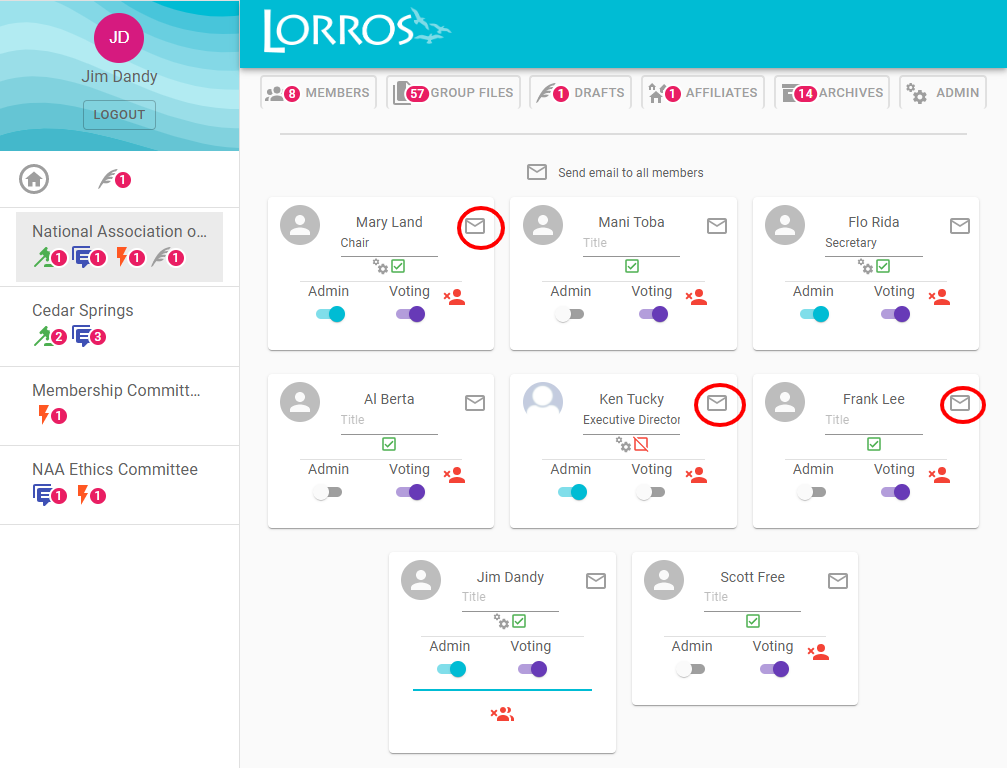 JD
Jim Dandy
LOGOUT
1
National Association o...
1 1 1 1
Cedar Springs
2 3
Membership Committ...
1
NAA Ethics Committee
1 1
LORROS
8 MEMBERS 57 GROUP FILES 1 DRAFTS 1 AFFILIATES 14 ARCHIVES ADMIN
Send email to all members
Mary Land
Chair
Admin Voting
Mani Toba
Title
Admin Voting
Flo Rida
Secretary
Admin Voting
Al Berta
Title
Admin Voting
Ken Tucky
Executive Director
Admin Voting
Frank Lee
Title
Admin Voting
Jim Dandy
Title
Admin Voting
Scott Free
Title
Admin Voting